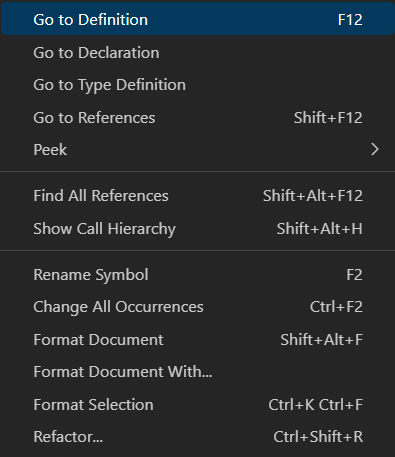 Go to Definition F12
Go to Declaration
Go to Type Definition
Go to References Shift+F12
Peek
Find All References Shift+Alt+F12
Show Call Hierarchy Shift+Alt+H
Rename Symbol F2
Change All Occurrences Ctrl+F2
Format Document Shift+Alt+F
Format Document With...
Format Selection Ctrl+K Ctrl+F
Refactor... Ctrl+Shift+R